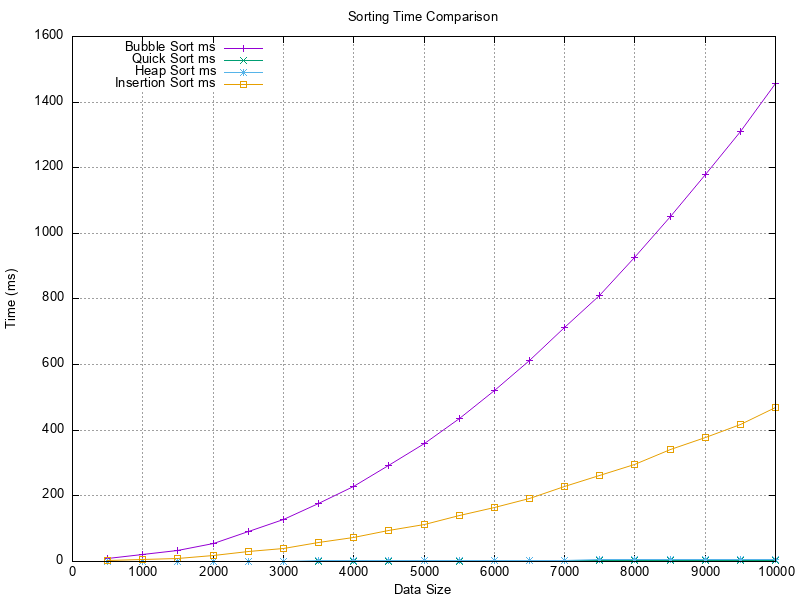 Sorting Time Comparison
1600
1400
1200
1000
800
600
400
200
0
Time (ms)
Bubble Sort ms
Quick Sort ms
Heap Sort ms
Insertion Sort ms
0 1000 2000 3000 4000 5000 6000 7000 8000 9000 10000
Data Size